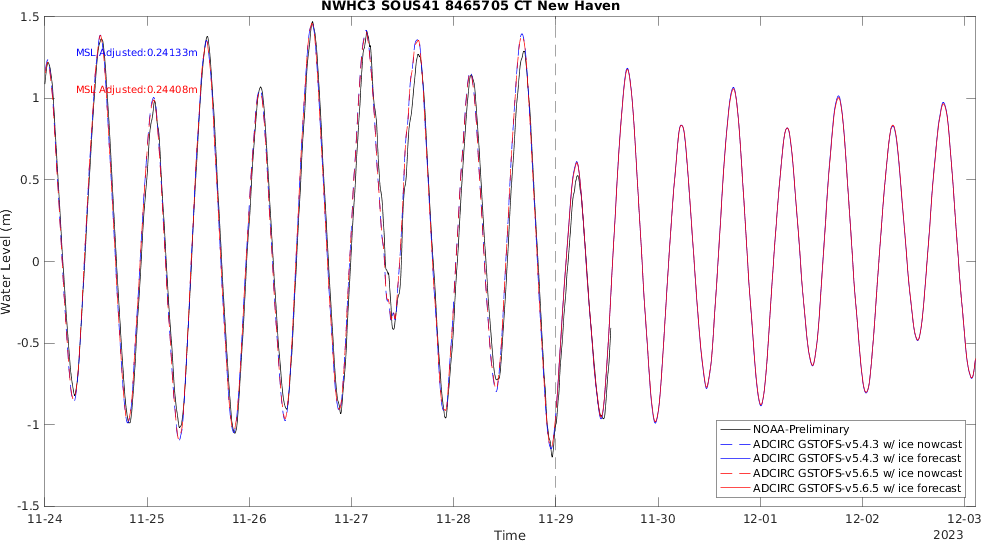 NWHC3 SOUS41 8465705 CT New Haven
1.5
1
0.5
0
-0.5
-1
-1.5
Water Level (m)
MSL Adjusted:0.24133m
MSL Adjusted:0.24408m
NOAA-Preliminary
ADCIRC GSTOFS-v5.4.3 w/ ice nowcast
ADCIRC GSTOFS-v5.4.3 w/ ice forecast
ADCIRC GSTOFS-v5.6.5 w/ ice nowcast
ADCIRC GSTOFS-v5.6.5 w/ ice forecast
11-24 11-25 11-26 11-27 11-28 11-29 11-30 12-01 12-02 12-03
Time
2023